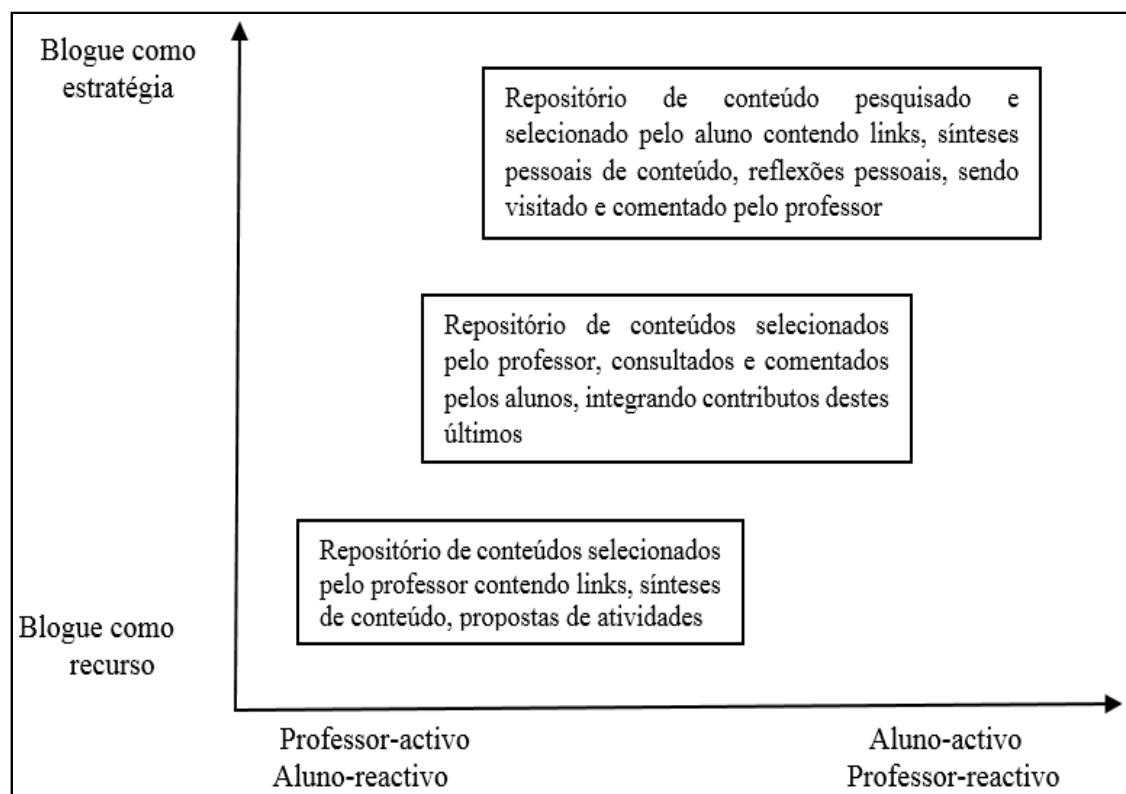 Blogue como
estratégia
Repositório de conteúdo pesquisado e
selecionado pelo aluno contendo links, sínteses
pessoais de conteúdo, reflexões pessoais, sendo
visitado e comentado pelo professor
Repositório de conteúdos selecionados
pelo professor, consultados e comentados
pelos alunos, integrando contributos destes
últimos
Repositório de conteúdos selecionados
pelo professor contendo links, sínteses
de conteúdo, propostas de atividades
Blogue como
recurso
Professor-activo
Aluno-reactivo
Aluno-activo
Professor-reactivo